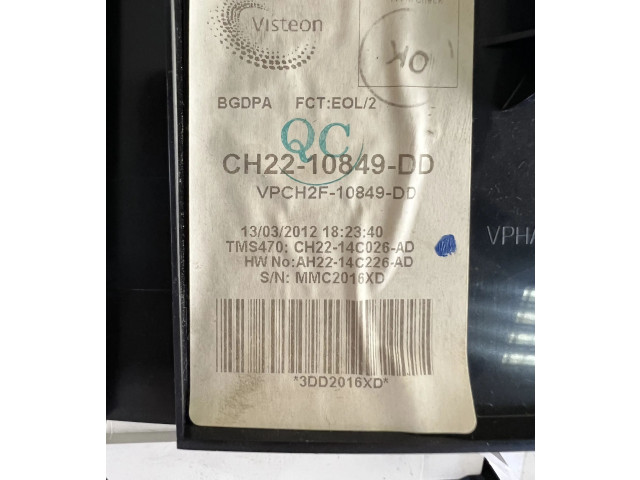 Visteon
OK
BGDPA FCT:EOL/2
QC
CH22-10849-DD
VPCH2F-10849-DD
13/03/2012 18:23:40
TMS470: CH22-14C026-AD
HW No:AH22-14C226-AD
S/N: MMC2016XD
*3DD2016XD*
VPHA